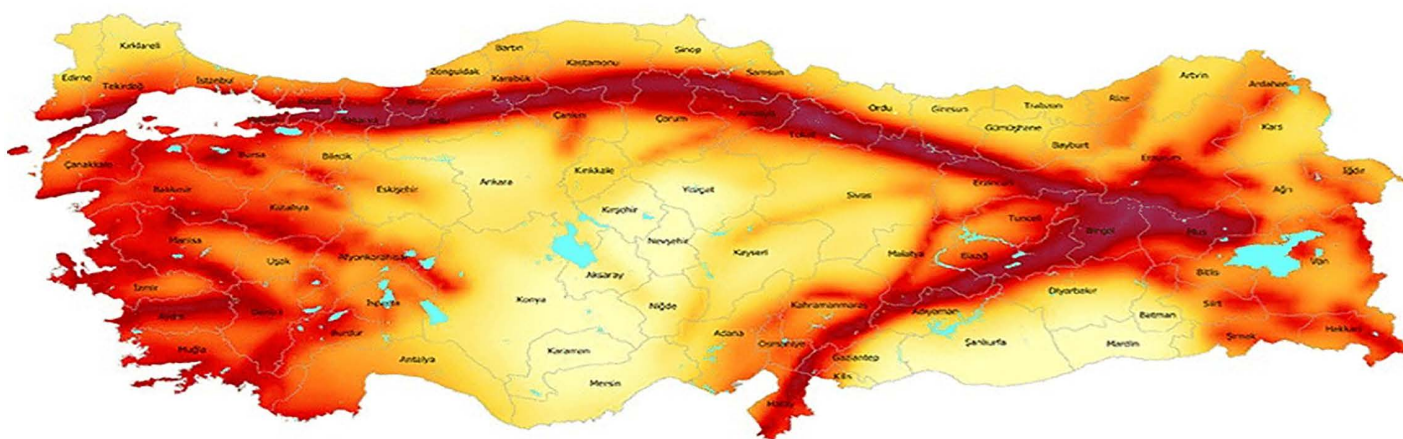 Kırklareli
Edirne
Tekirdağ
İstanbul
Zonguldak
Bartın
Karabük
Kastamonu
Sinop
Samsun
Ordu
Giresun
Trabzon
Rize
Artvin
Ardahan
Kars
Gümüşhane
Bayburt
Erzurum
Iğdır
Ağrı
Çanakkale
Balıkesir
Bursa
Bilecik
Sakarya
Bolu
Çankırı
Çorum
Amasya
Tokat
Eskişehir
Ankara
Kırıkkale
Yozgat
Sivas
Erzincan
Tunceli
Bingöl
Muş
Kütahya
Kırşehir
Nevşehir
Kayseri
Malatya
Elazığ
Bitlis
Van
Manisa
Uşak
Afyonkarahisar
Aksaray
Konya
Niğde
Kahramanmaraş
Adıyaman
Diyarbakır
Batman
Siirt
Şırnak
Hakkari
İzmir
Aydın
Denizli
Isparta
Burdur
Muğla
Antalya
Karaman
Mersin
Adana
Osmaniye
Gaziantep
Kilis
Şanlıurfa
Mardin
Hatay